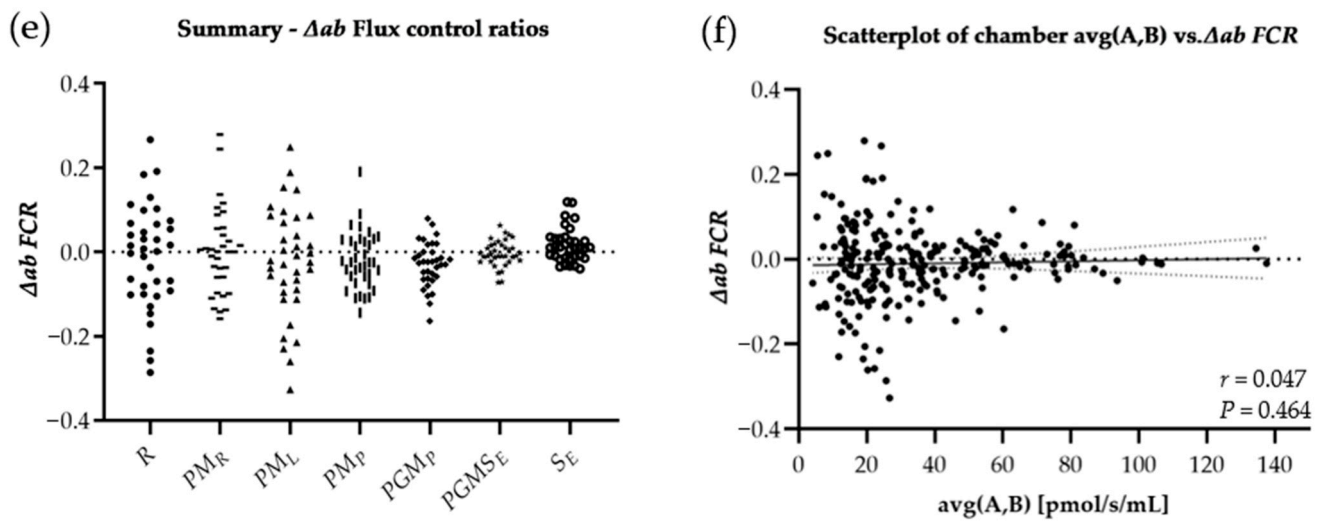 (e)
Summary - Δab Flux control ratios
Δab FCR
0.4
0.2
0.0
−0.2
−0.4
R
PMR
PML
PMP
PGMP
PGMSE
SE
(f)
Scatterplot of chamber avg(A,B) vs.Δab FCR
Δab FCR
0.4
0.2
0.0
−0.2
−0.4
r = 0.047
P = 0.464
0 20 40 60 80 100 120 140
avg(A,B) [pmol/s/mL]